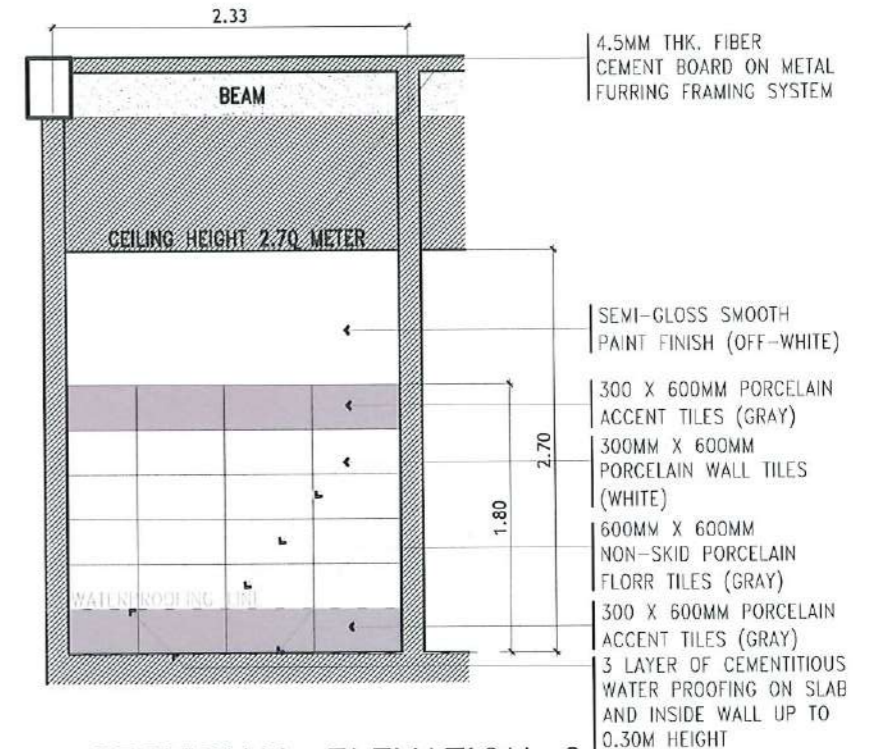 2.33
4.5MM THK. FIBER
CEMENT BOARD ON METAL
FURRING FRAMING SYSTEM
BEAM
CEILING HEIGHT 2.70 METER
SEMI-GLOSS SMOOTH
PAINT FINISH (OFF-WHITE)
300 X 600MM PORCELAIN
ACCENT TILES (GRAY)
2.70
300MM X 600MM
PORCELAIN WALL TILES
(WHITE)
1.80
600MM X 600MM
NON-SKID PORCELAIN
FLORR TILES (GRAY)
WATERPROOFING LINE
300 X 600MM PORCELAIN
ACCENT TILES (GRAY)
3 LAYER OF CEMENTITIOUS
WATER PROOFING ON SLAB
AND INSIDE WALL UP TO
0.30M HEIGHT